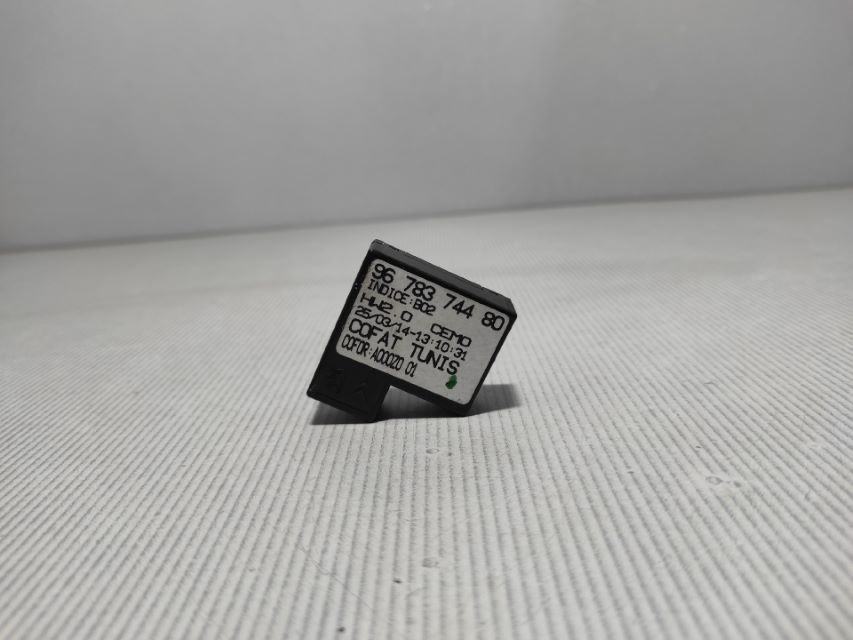 96 783 744 80
INDICE:B02
HW2.0 CEMO
25/03/14-13:10:31
COFAT TUNIS
COFOR:A000Z0 01